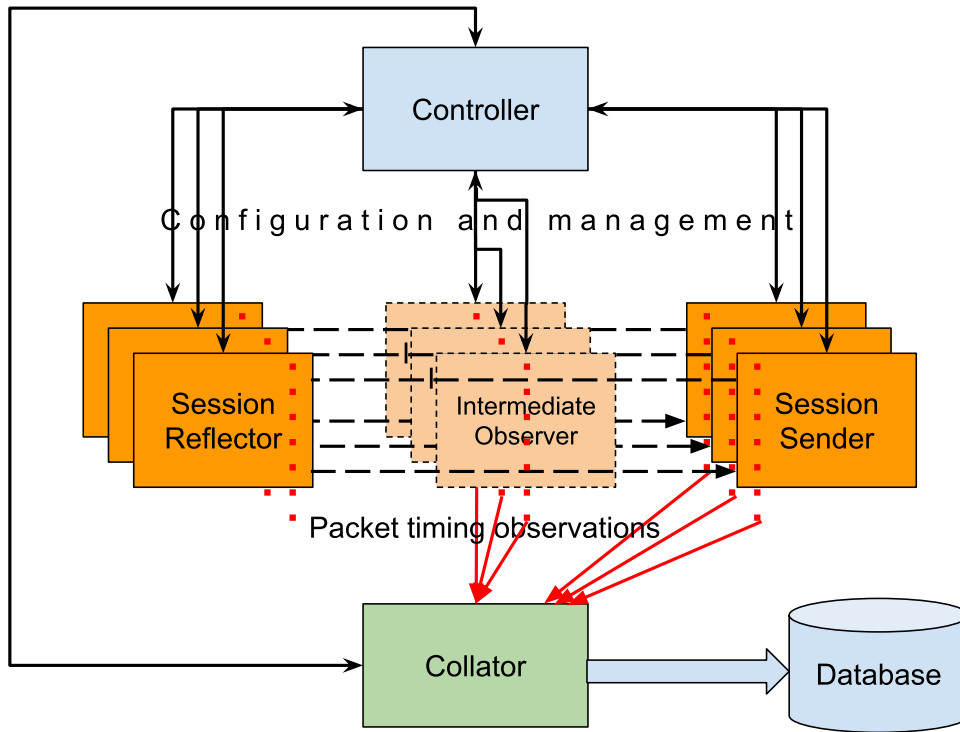 Controller
Configuration and management
Session
Reflector
Intermediate
Observer
Session
Sender
Packet timing observations
Collator
Database